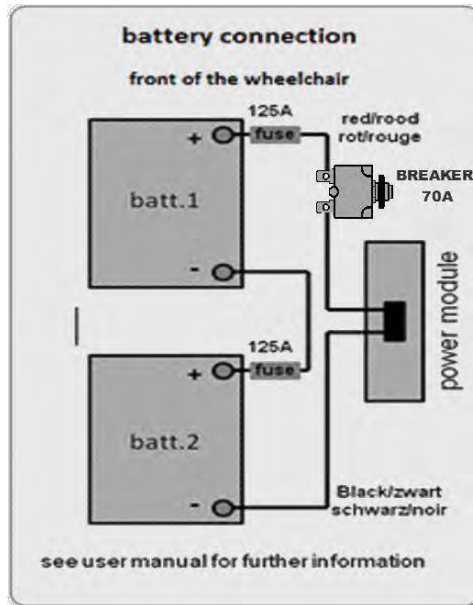 battery connection
front of the wheelchair
125A
fuse
red/rood
rot/rouge
+
batt.1
-
BREAKER
70A
power module
125A
fuse
+
batt.2
-
Black/zwart
schwarz/noir
see user manual for further information